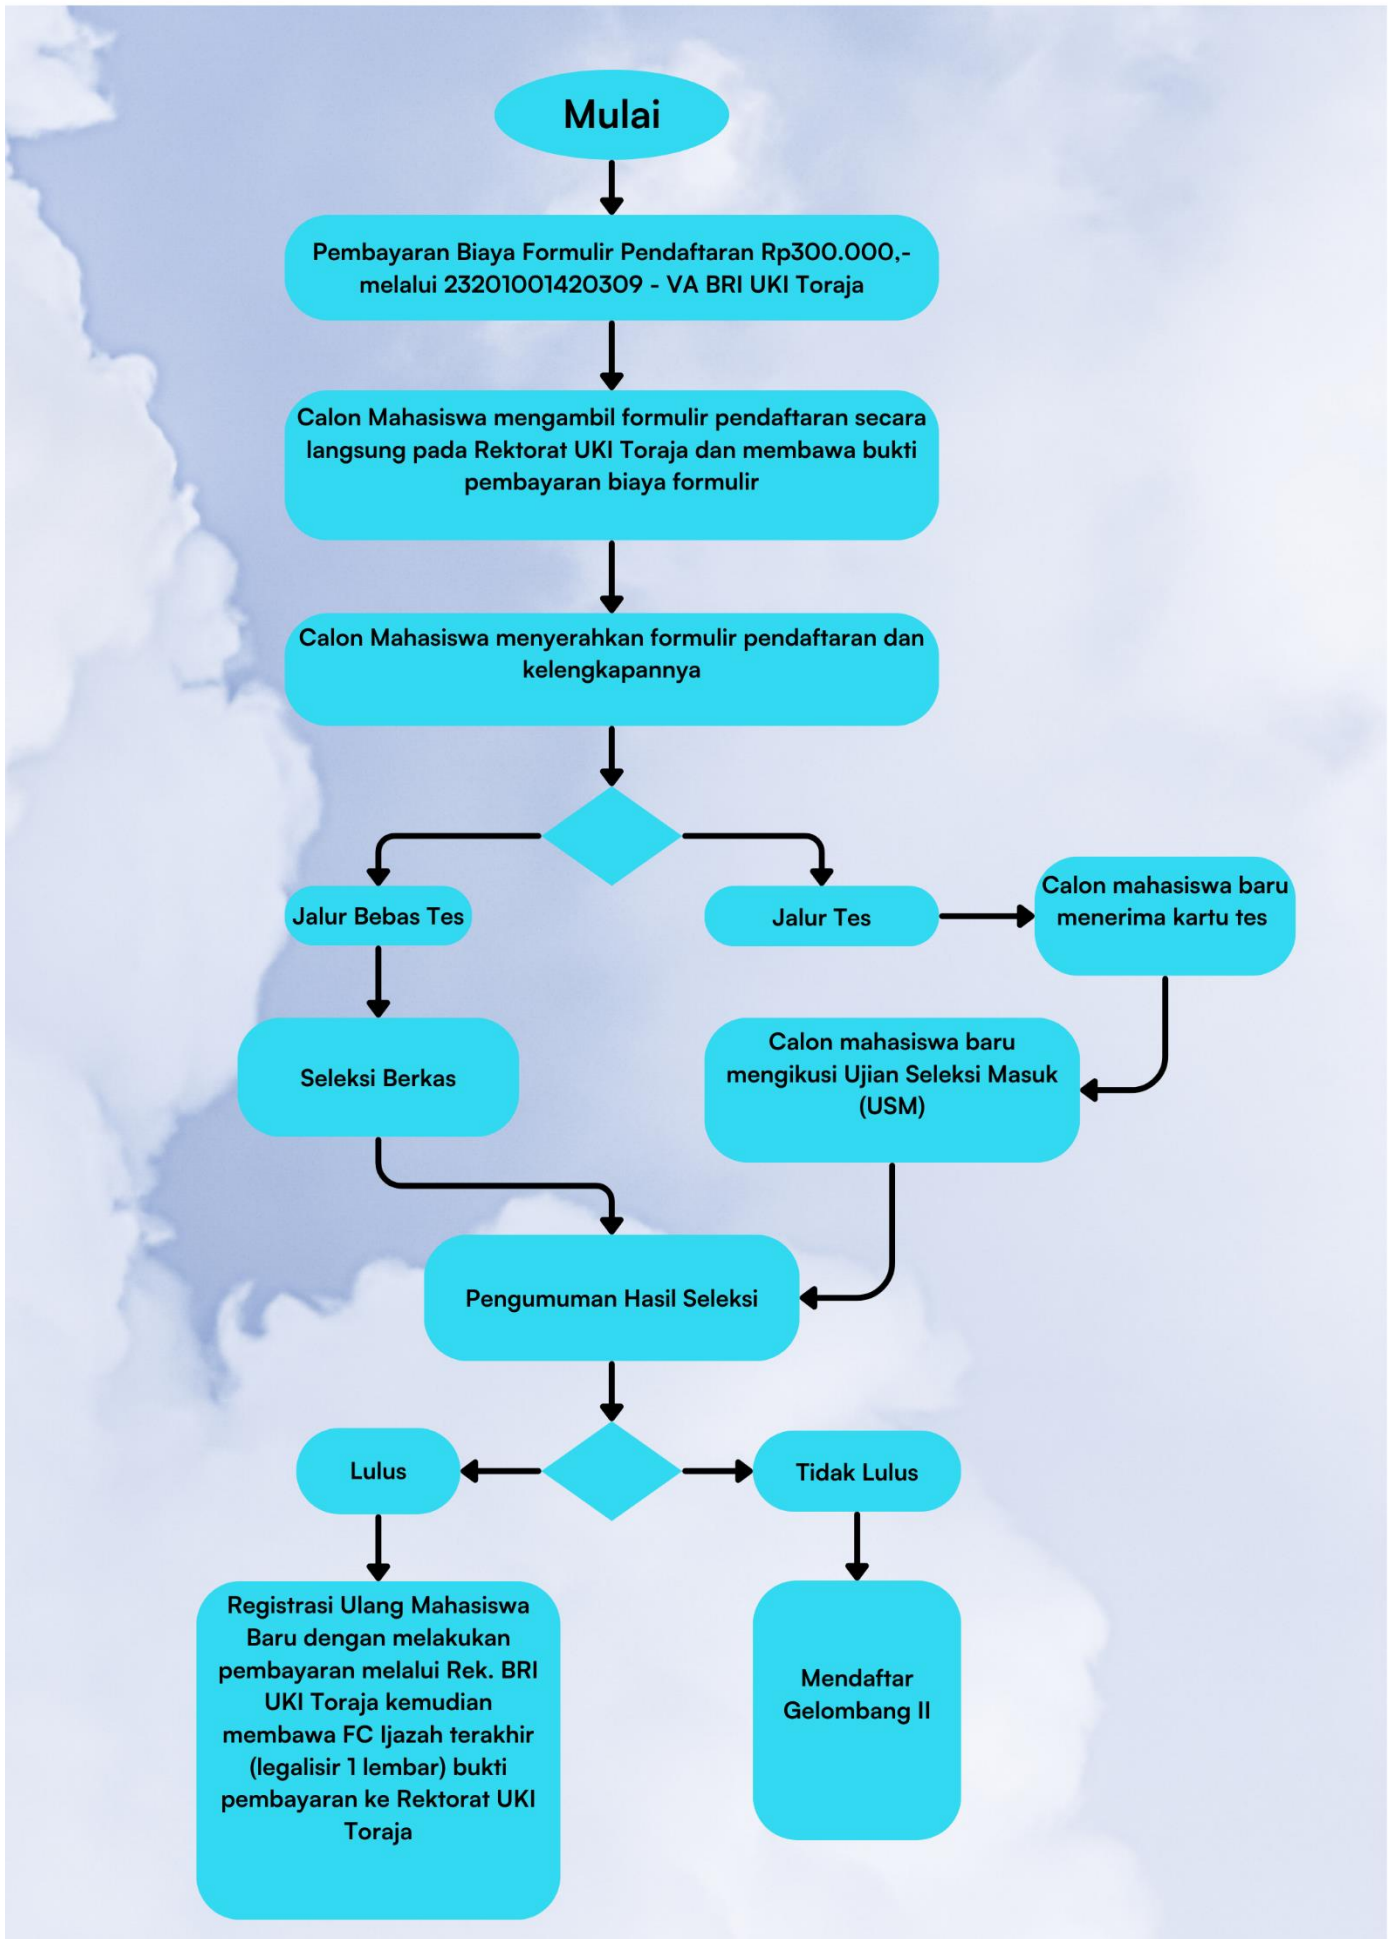 Mulai
Pembayaran Biaya Formulir Pendaftaran Rp300.000,-
melalui 23201001420309 - VA BRI UKI Toraja
Calon Mahasiswa mengambil formulir pendaftaran secara
langsung pada Rektorat UKI Toraja dan membawa bukti
pembayaran biaya formulir
Calon Mahasiswa menyerahkan formulir pendaftaran dan
kelengkapannya
Jalur Bebas Tes
Jalur Tes
Calon mahasiswa baru
menerima kartu tes
Seleksi Berkas
Calon mahasiswa baru
mengikusi Ujian Seleksi Masuk
(USM)
Pengumuman Hasil Seleksi
Lulus
Tidak Lulus
Registrasi Ulang Mahasiswa
Baru dengan melakukan
pembayaran melalui Rek. BRI
UKI Toraja kemudian
membawa FC Ijazah terakhir
(legalisir 1 lembar) bukti
pembayaran ke Rektorat UKI
Toraja
Mendaftar
Gelombang II